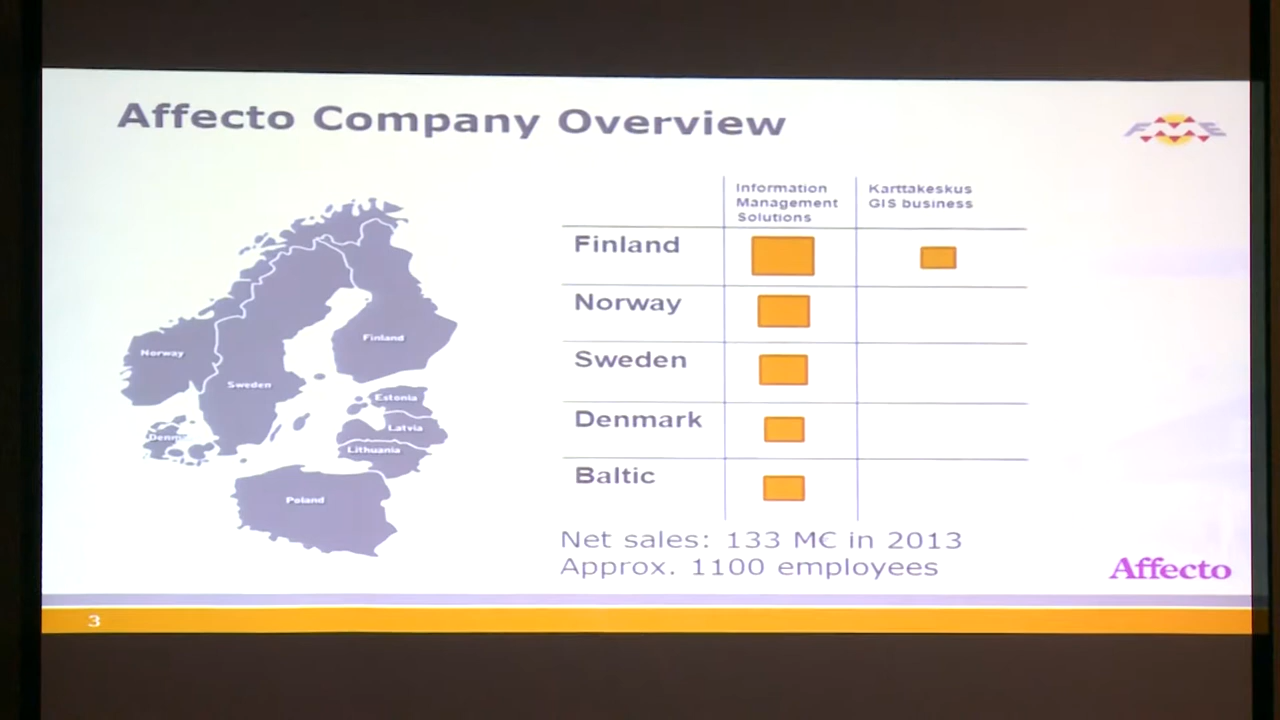 Affecto Company Overview
FME
Information
Management
Solutions
Karttakeskus
GIS business
Finland
Norway
Sweden
Denmark
Baltic
Norway
Sweden
Finland
Estonia
Latvia
Lithuania
Denm
Poland
Net sales: 133 M€ in 2013
Approx. 1100 employees
Affecto
3